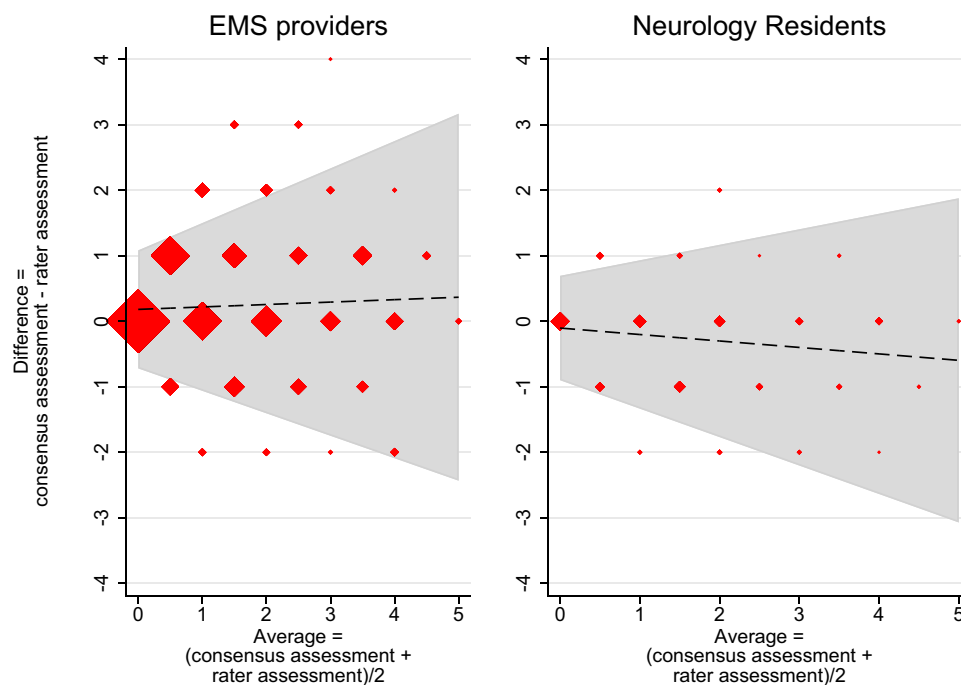 EMS providers
Neurology Residents
Difference =
consensus assessment - rater assessment
4
3
2
1
0
-1
-2
-3
-4
0 1 2 3 4 5
Average =
(consensus assessment +
rater assessment)/2
4
3
2
1
0
-1
-2
-3
-4
0 1 2 3 4 5
Average =
(consensus assessment +
rater assessment)/2